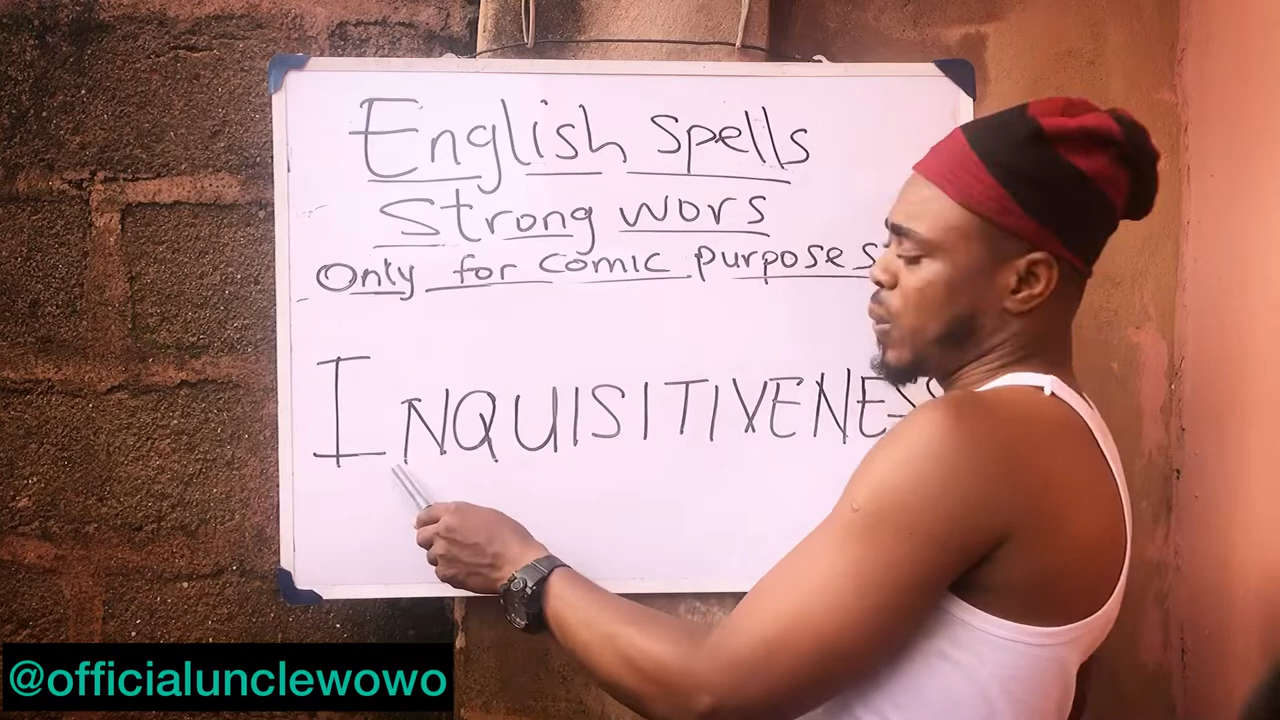 English spells
Strong wors
Only for comic purposes
INQUISITIVENESS
@officialunclewowo